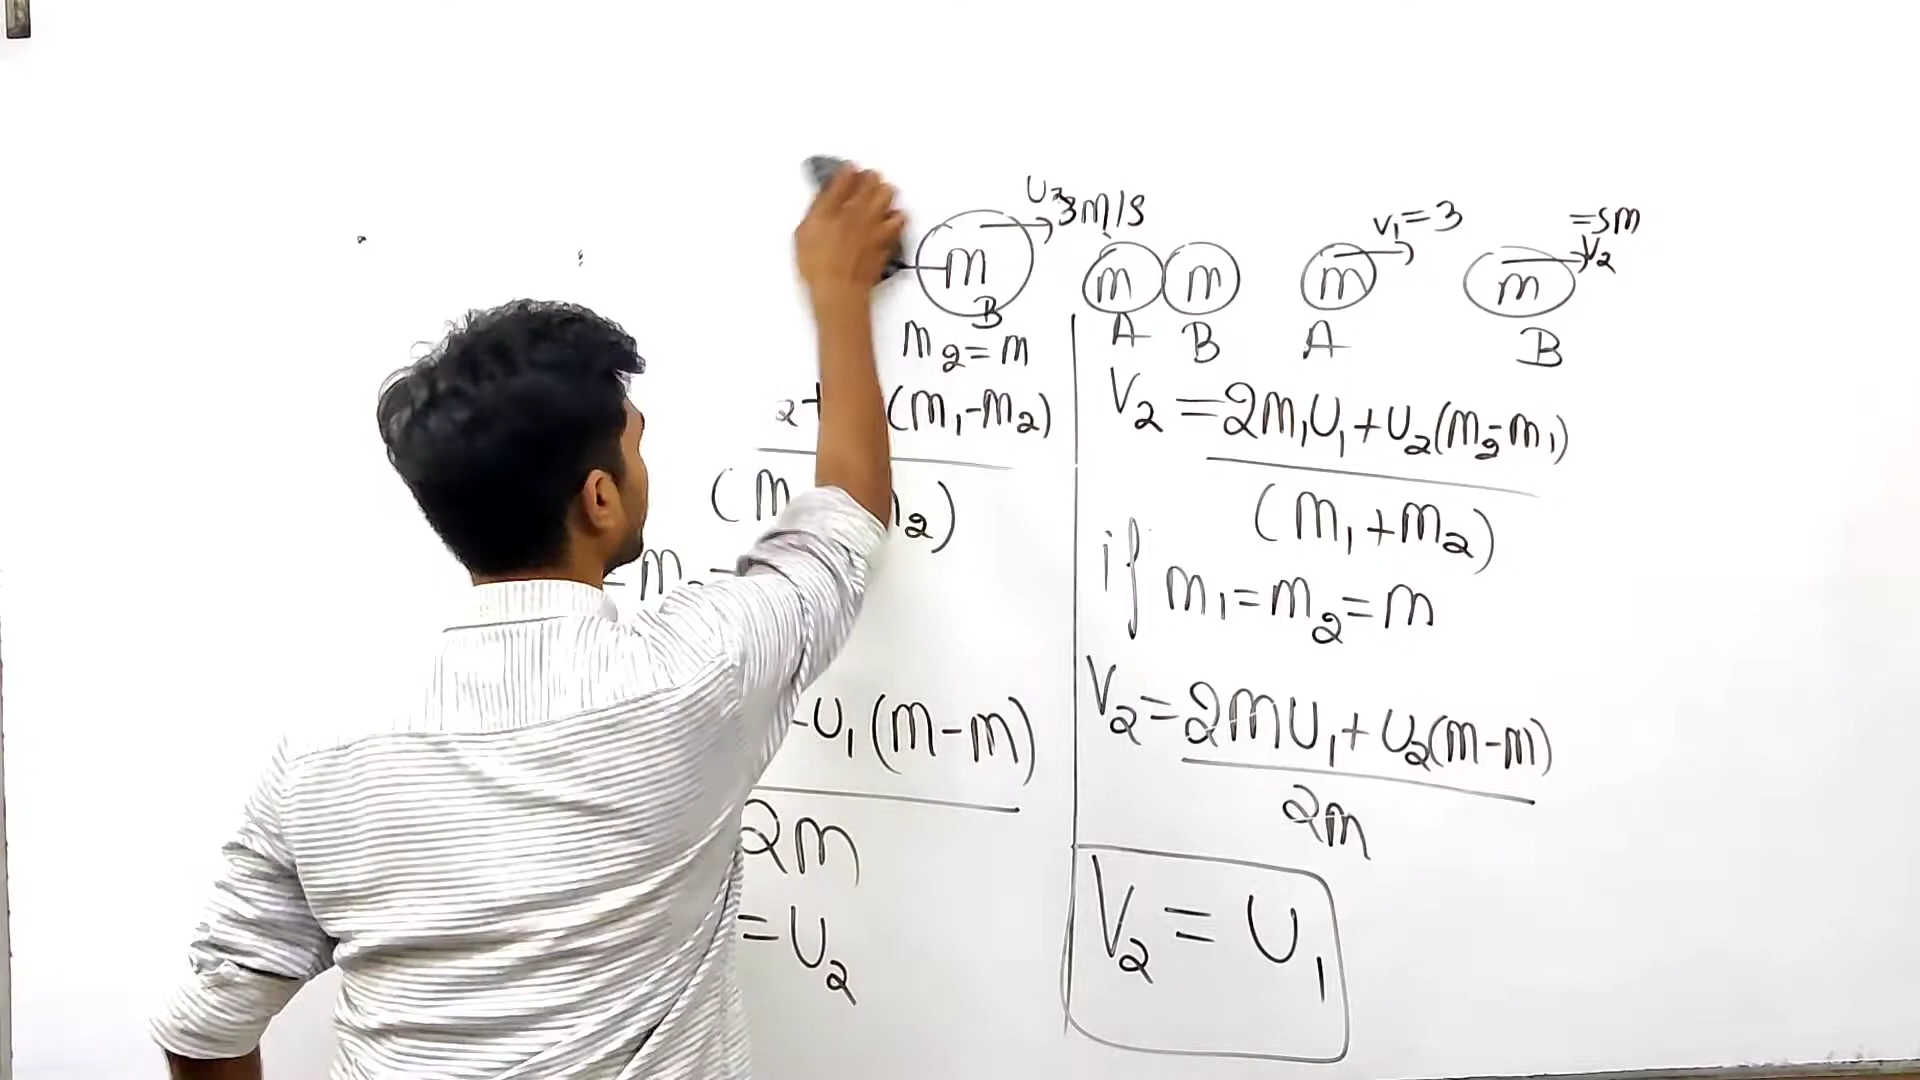 U₂ 3m/s
v₁=3
=5m
V₂
m
m m
m
m
B
A B
A
B
m₂=m
(m₁-m₂)
(m ₂)
U₁(m-m)
2m
=U₂
V₂=2m₁U₁+U₂(m₂-m₁)
(m₁+m₂)
if m₁=m₂=m
V₂=2mU₁+U₂(m-m)
2m
V₂=U₁